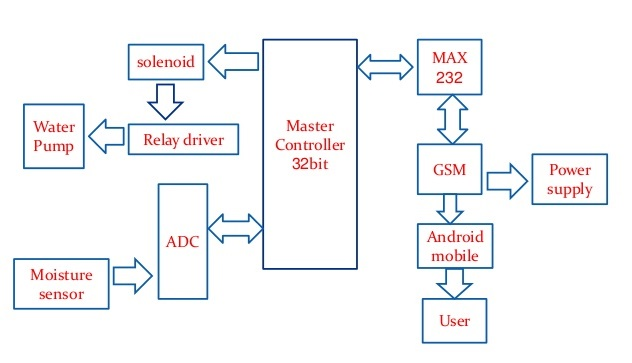 solenoid
Relay driver
Water
Pump
Master
Controller
32bit
ADC
Moisture
sensor
MAX
232
GSM
Power
supply
Android
mobile
User